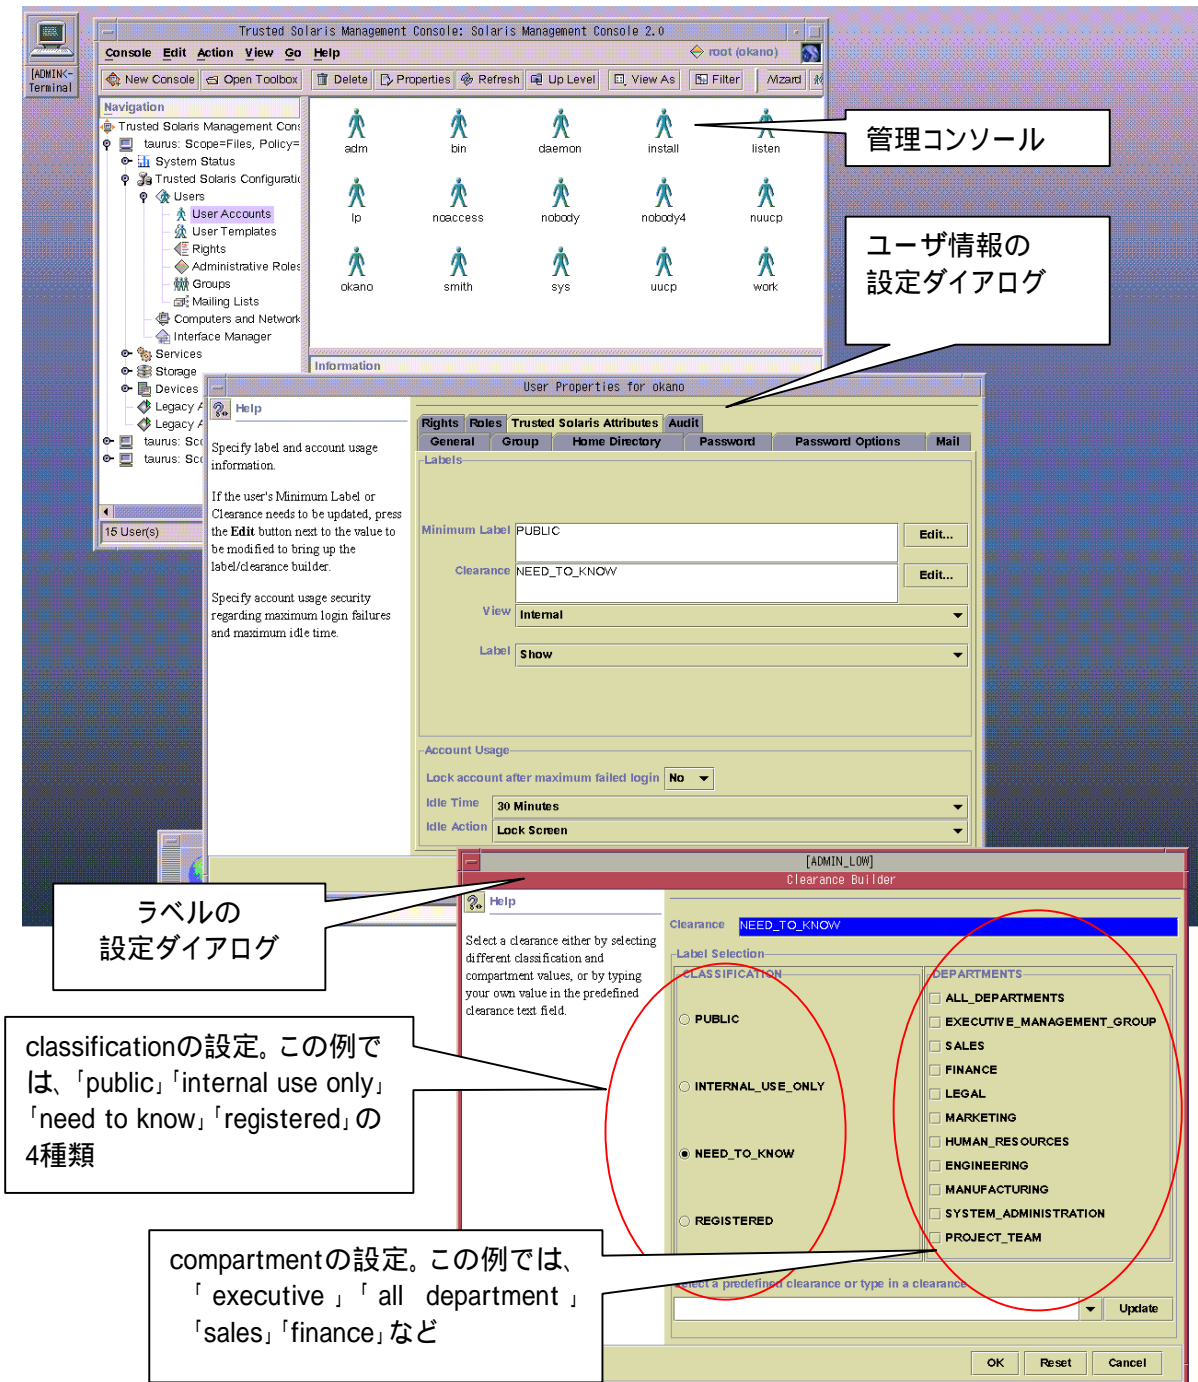 Trusted Solaris Management Console: Solaris Management Console 2.0
Console Edit Action View Go Help
root (okano)
[ADMIN<-
Terminal
New Console Open Toolbox Delete Properties Refresh Up Level View As Filter
Navigation
Trusted Solaris Management Con
taurus: Scope=Files, Policy=
System Status
Trusted Solaris Configurati
Users
User Accounts
User Templates
Rights
Administrative Roles
Groups
Mailing Lists
Computers and Network
Interface Manager
Services
Storage
Devices
Legacy A
Legacy A
taurus: Sco
taurus: Sco
15 User(s)
adm bin daemon install listen
lp noaccess nobody nobody4 nuucp
okano smith sys uucp work
Information
管理コンソール
ユーザ情報の
設定ダイアログ
User Properties for okano
Help
Specify label and account usage
information.
If the user's Minimum Label or
Clearance needs to be updated, press
the Edit button next to the value to
be modified to bring up the
label/clearance builder.
Specify account usage security
regarding maximum login failures
and maximum idle time.
Rights Roles Trusted Solaris Attributes Audit
General Group Home Directory Password Password Options Mail
Labels
Minimum Label PUBLIC Edit...
Clearance NEED_TO_KNOW Edit...
View Internal
Label Show
Account Usage
Lock account after maximum failed login No
Idle Time 30 Minutes
Idle Action Lock Screen
ラベルの
設定ダイアログ
[ADMIN_LOW]
Clearance Builder
Help
Select a clearance either by selecting
different classification and
compartment values, or by typing
your own value in the predefined
clearance text field.
Clearance NEED_TO_KNOW
Label Selection
CLASSIFICATION
PUBLIC
INTERNAL_USE_ONLY
NEED_TO_KNOW
REGISTERED
DEPARTMENTS
ALL_DEPARTMENTS
EXECUTIVE_MANAGEMENT_GROUP
SALES
FINANCE
LEGAL
MARKETING
HUMAN_RESOURCES
ENGINEERING
MANUFACTURING
SYSTEM_ADMINISTRATION
PROJECT_TEAM
Select a predefined clearance or type in a clearance
Update
OK Reset Cancel
classificationの設定。この例で
は、「public」「internal use only」
「need to know」「registered」の
4種類
compartmentの設定。この例では、
「 executive 」「 all department 」
「sales」「finance」など